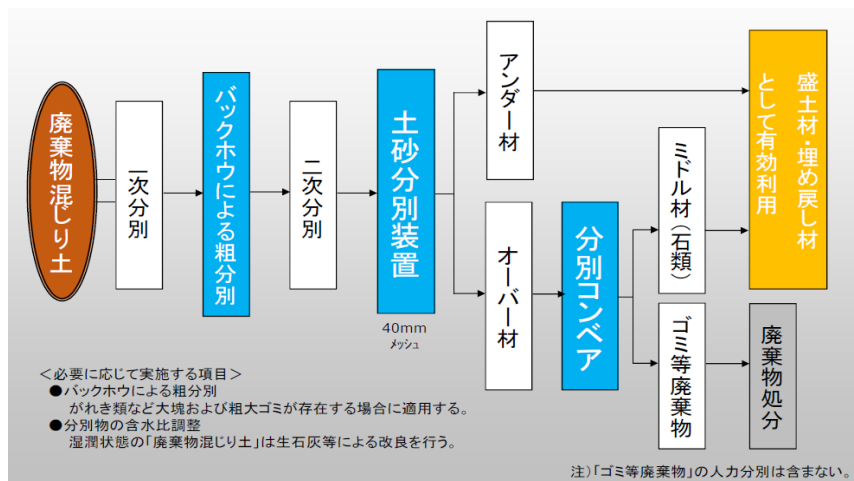 廃棄物混じり土
一次分別
バックホウによる粗分別
二次分別
土砂分別装置
40mm
メッシュ
アンダー材
オーバー材
分別コンベア
ミドル材(石類)
ゴミ等廃棄物
盛土材・埋め戻し材
として有効利用
廃棄物処分
<必要に応じて実施する項目>
●バックホウによる粗分別
がれき類など大塊および粗大ゴミが存在する場合に適用する。
●分別物の含水比調整
湿潤状態の「廃棄物混じり土」は生石灰等による改良を行う。
注)「ゴミ等廃棄物」の人力分別は含まない。